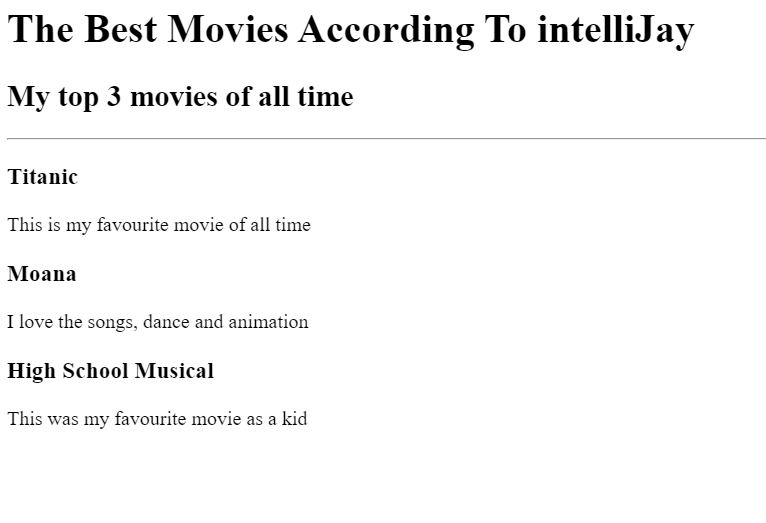 The Best Movies According To intelliJay
My top 3 movies of all time
Titanic
This is my favourite movie of all time
Moana
I love the songs, dance and animation
High School Musical
This was my favourite movie as a kid